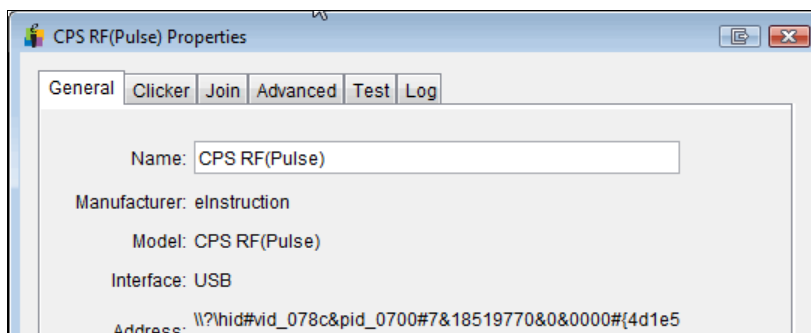 CPS RF(Pulse) Properties
General Clicker Join Advanced Test Log
Name: CPS RF(Pulse)
Manufacturer: eInstruction
Model: CPS RF(Pulse)
Interface: USB
Address: \\?\hid#vid_078c&pid_0700#7&18519770&0&0000#{4d1e5